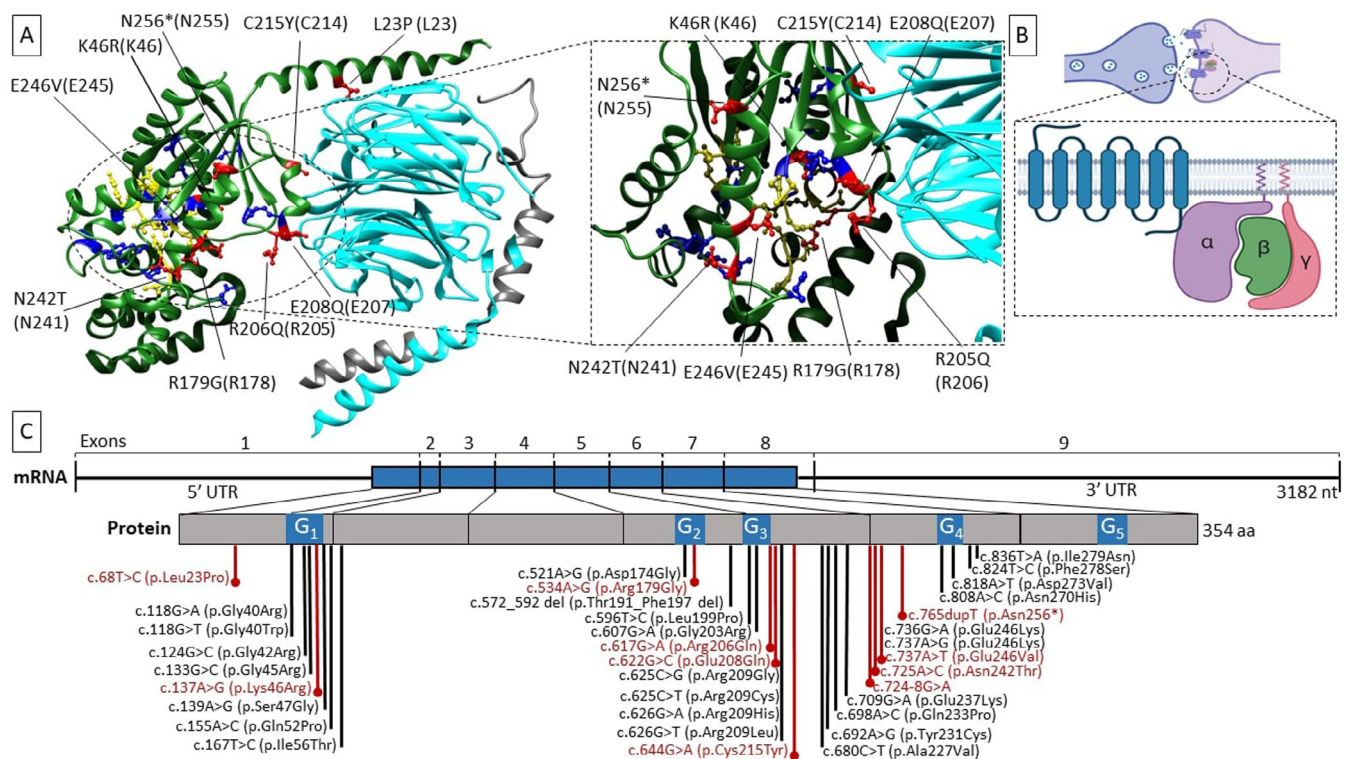 A
N256*(N255)
C215Y(C214)
L23P (L23)
K46R(K46)
E246V(E245)
N242T
(N241)
R179G(R178)
R206Q(R205)
E208Q(E207)
K46R(K46)
C215Y(C214)
E208Q(E207)
N256*
(N255)
N242T(N241)
E246V(E245)
R179G(R178)
R205Q
(R206)
B
α
β
γ
C
Exons
1
2
3
4
5
6
7
8
9
mRNA
5’ UTR
3’ UTR
3182 nt
Protein
G1
G2
G3
G4
G5
354 aa
c.68T>C (p.Leu23Pro)
c.118G>A (p.Gly40Arg)
c.118G>T (p.Gly40Trp)
c.124G>C (p.Gly42Arg)
c.133G>C (p.Gly45Arg)
c.137A>G (p.Lys46Arg)
c.139A>G (p.Ser47Gly)
c.155A>C (p.Gln52Pro)
c.167T>C (p.Ile56Thr)
c.521A>G (p.Asp174Gly)
c.534A>G (p.Arg179Gly)
c.572_592 del (p.Thr191_Phe197 del)
c.596T>C (p.Leu199Pro)
c.607G>A (p.Gly203Arg)
c.617G>A (p.Arg206Gln)
c.622G>C (p.Glu208Gln)
c.625C>G (p.Arg209Gly)
c.625C>T (p.Arg209Cys)
c.626G>A (p.Arg209His)
c.626G>T (p.Arg209Leu)
c.644G>A (p.Cys215Tyr)
c.836T>A (p.Ile279Asn)
c.824T>C (p.Phe278Ser)
c.818A>T (p.Asp273Val)
c.808A>C (p.Asn270His)
c.765dupT (p.Asn256*)
c.736G>A (p.Glu246Lys)
c.737A>G (p.Glu246Lys)
c.737A>T (p.Glu246Val)
c.725A>C (p.Asn242Thr)
c.724-8G>A
c.709G>A (p.Glu237Lys)
c.698A>C (p.Gln233Pro)
c.692A>G (p.Tyr231Cys)
c.680C>T (p.Ala227Val)